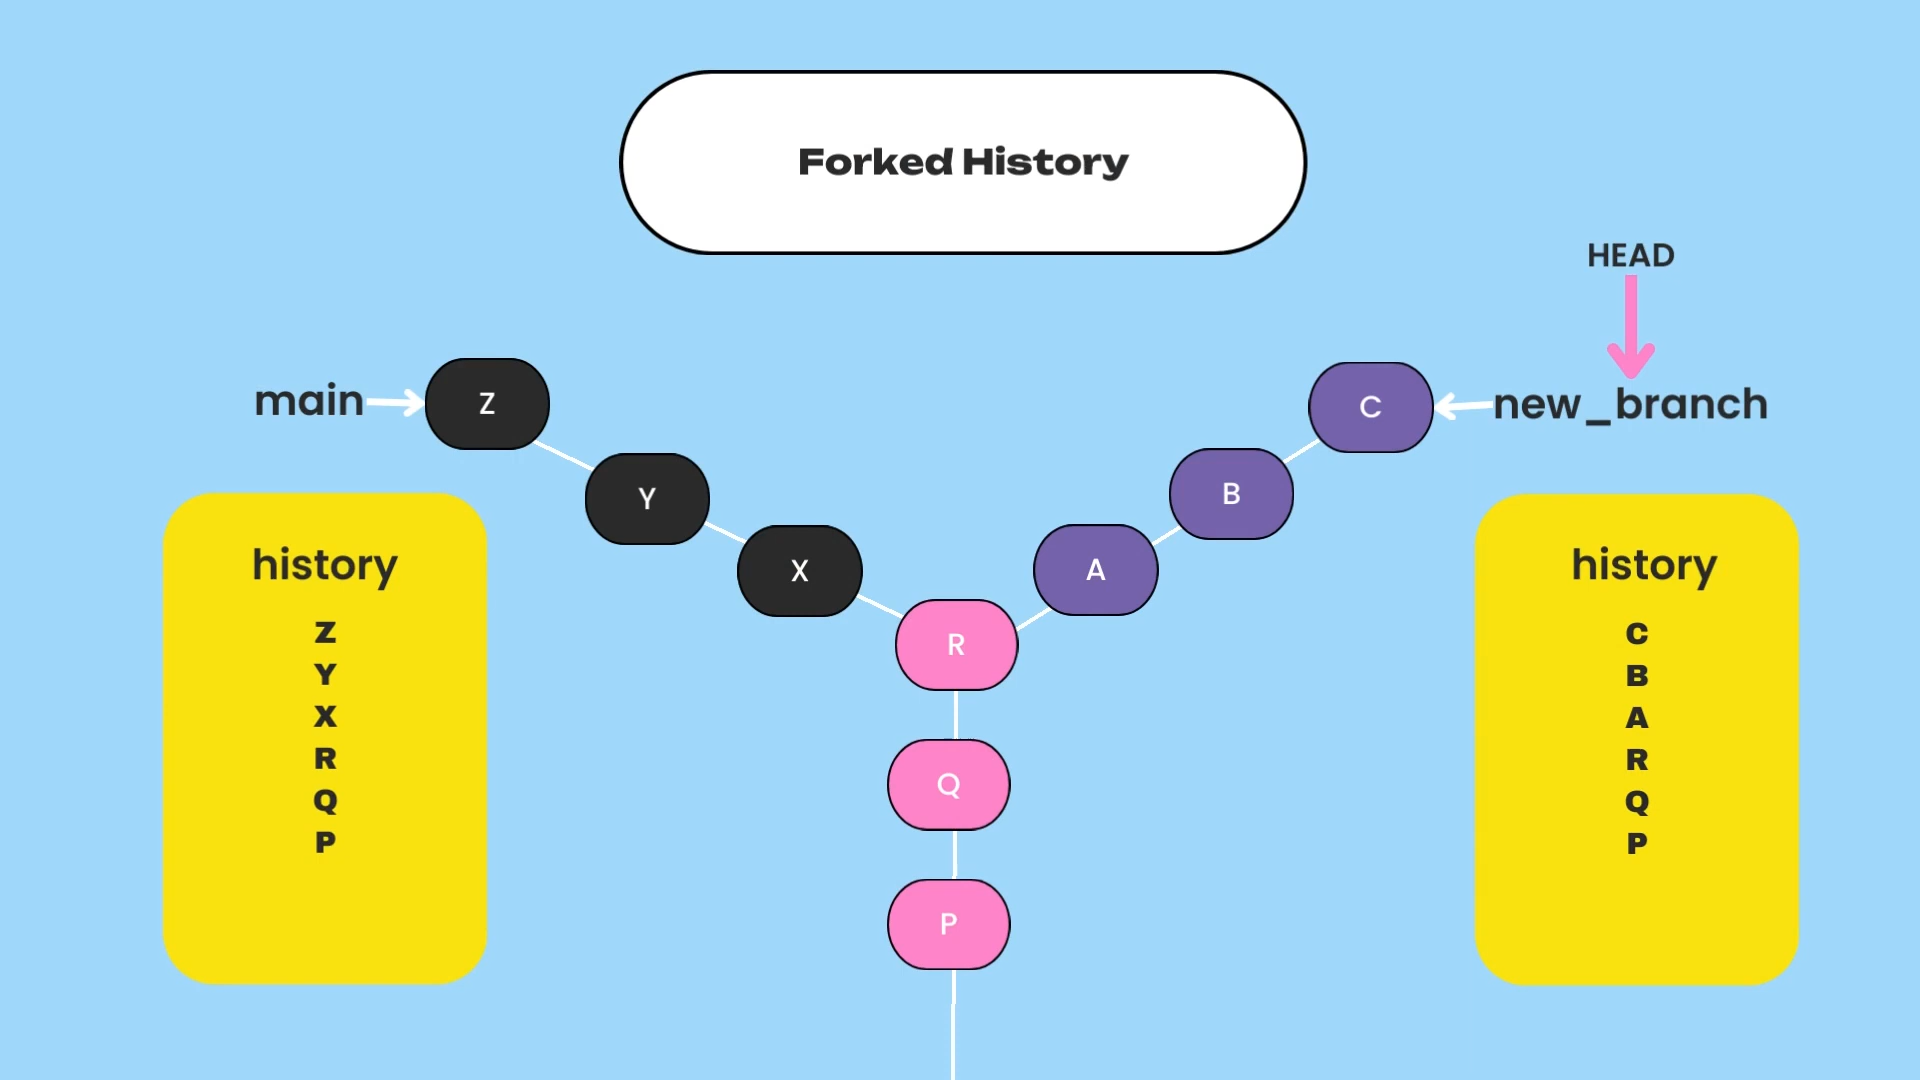 Forked History
HEAD
main
Z
C
new_branch
Y
B
X
A
R
Q
P
history
Z
Y
X
R
Q
P
history
C
B
A
R
Q
P